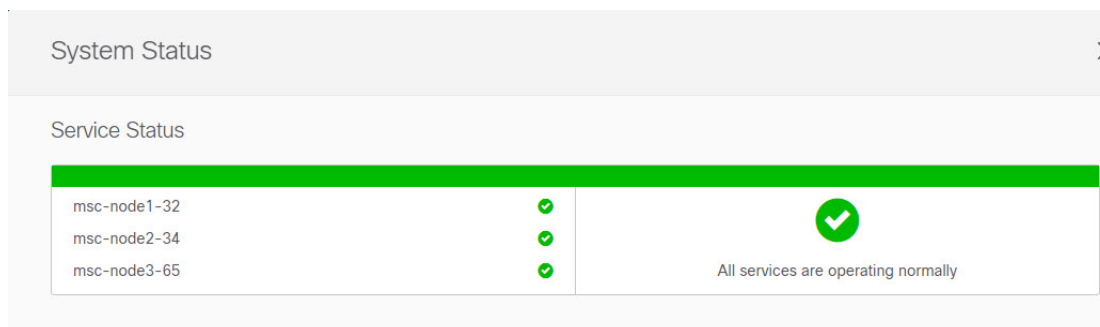 System Status
Service Status
msc-node1-32
msc-node2-34
msc-node3-65
All services are operating normally